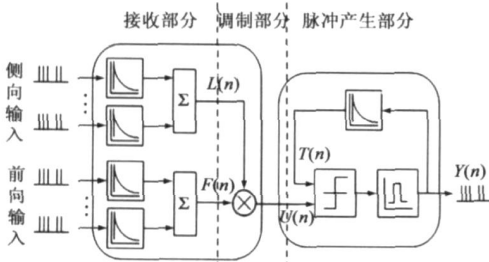 接收部分 调制部分 脉冲产生部分
侧向输入
Σ
L(n)
T(n)
Y(n)
前向输入
Σ
F(n)
U(n)